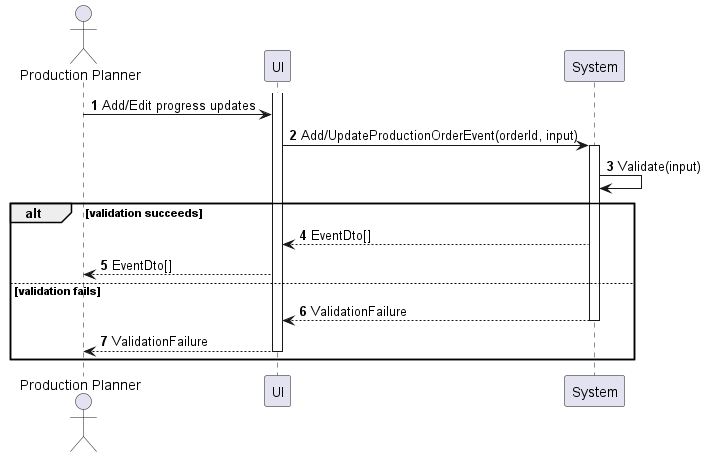 Production Planner
UI
System
1 Add/Edit progress updates
2 Add/UpdateProductionOrderEvent(orderId, input)
3 Validate(input)
alt
[validation succeeds]
4 EventDto[]
5 EventDto[]
[validation fails]
6 ValidationFailure
7 ValidationFailure
Production Planner
UI
System